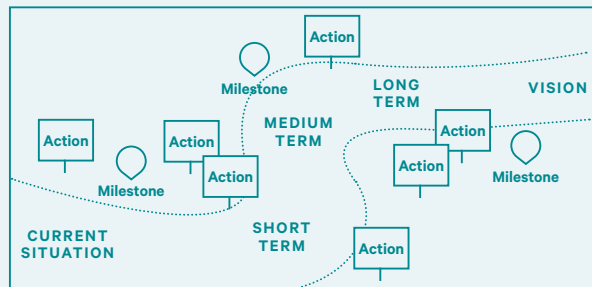 Action
Milestone
LONG
TERM
VISION
MEDIUM
TERM
Action
Action
Action
Action
Milestone
Action
Action
Milestone
SHORT
TERM
CURRENT
SITUATION
Action